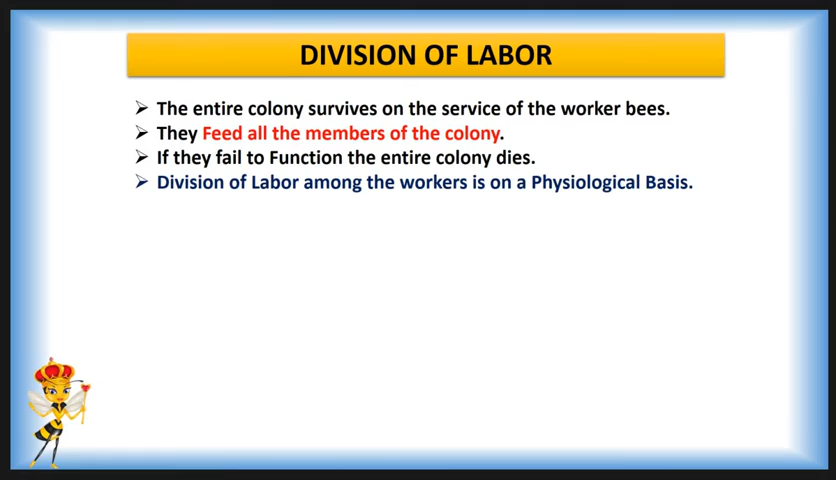 DIVISION OF LABOR
➢ The entire colony survives on the service of the worker bees.
➢ They Feed all the members of the colony.
➢ If they fail to Function the entire colony dies.
➢ Division of Labor among the workers is on a Physiological Basis.